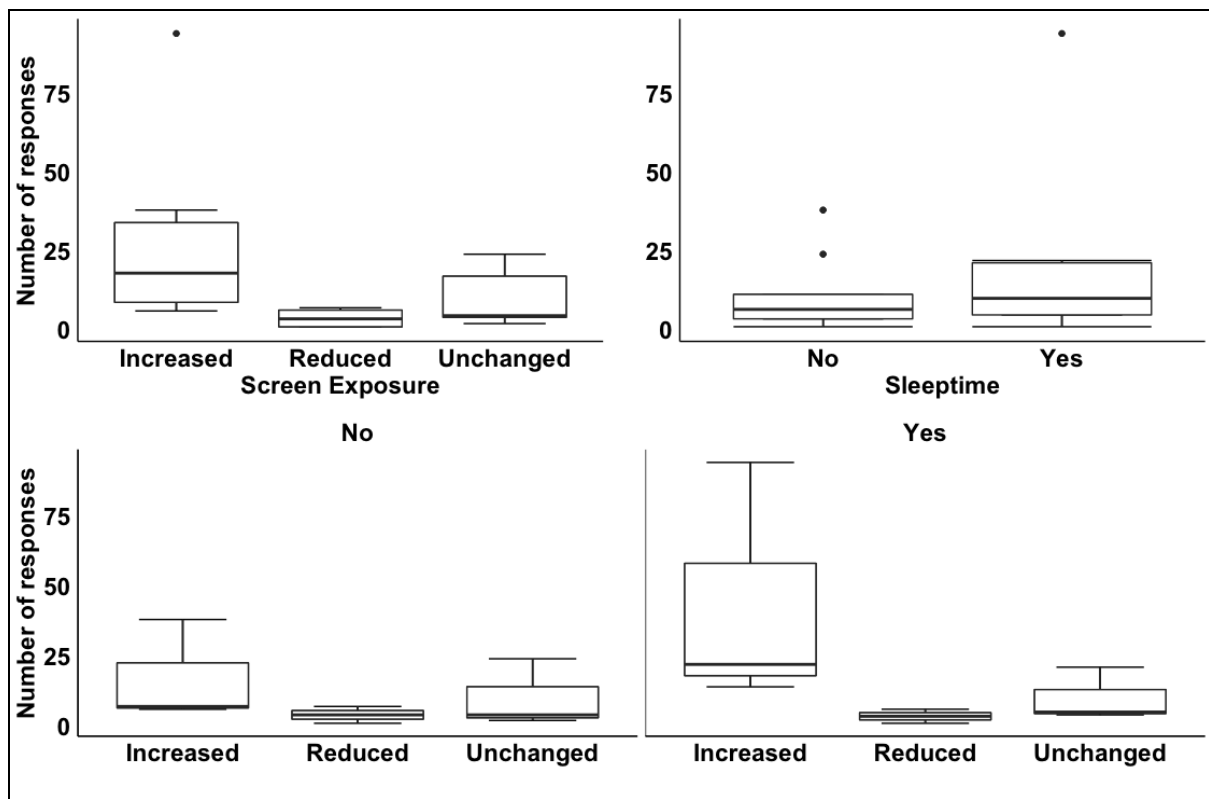 Number of responses
75
50
25
0
Increased Reduced Unchanged
Screen Exposure
75
50
25
0
No Yes
Sleeptime
No
Number of responses
75
50
25
0
Increased Reduced Unchanged
Yes
Increased Reduced Unchanged